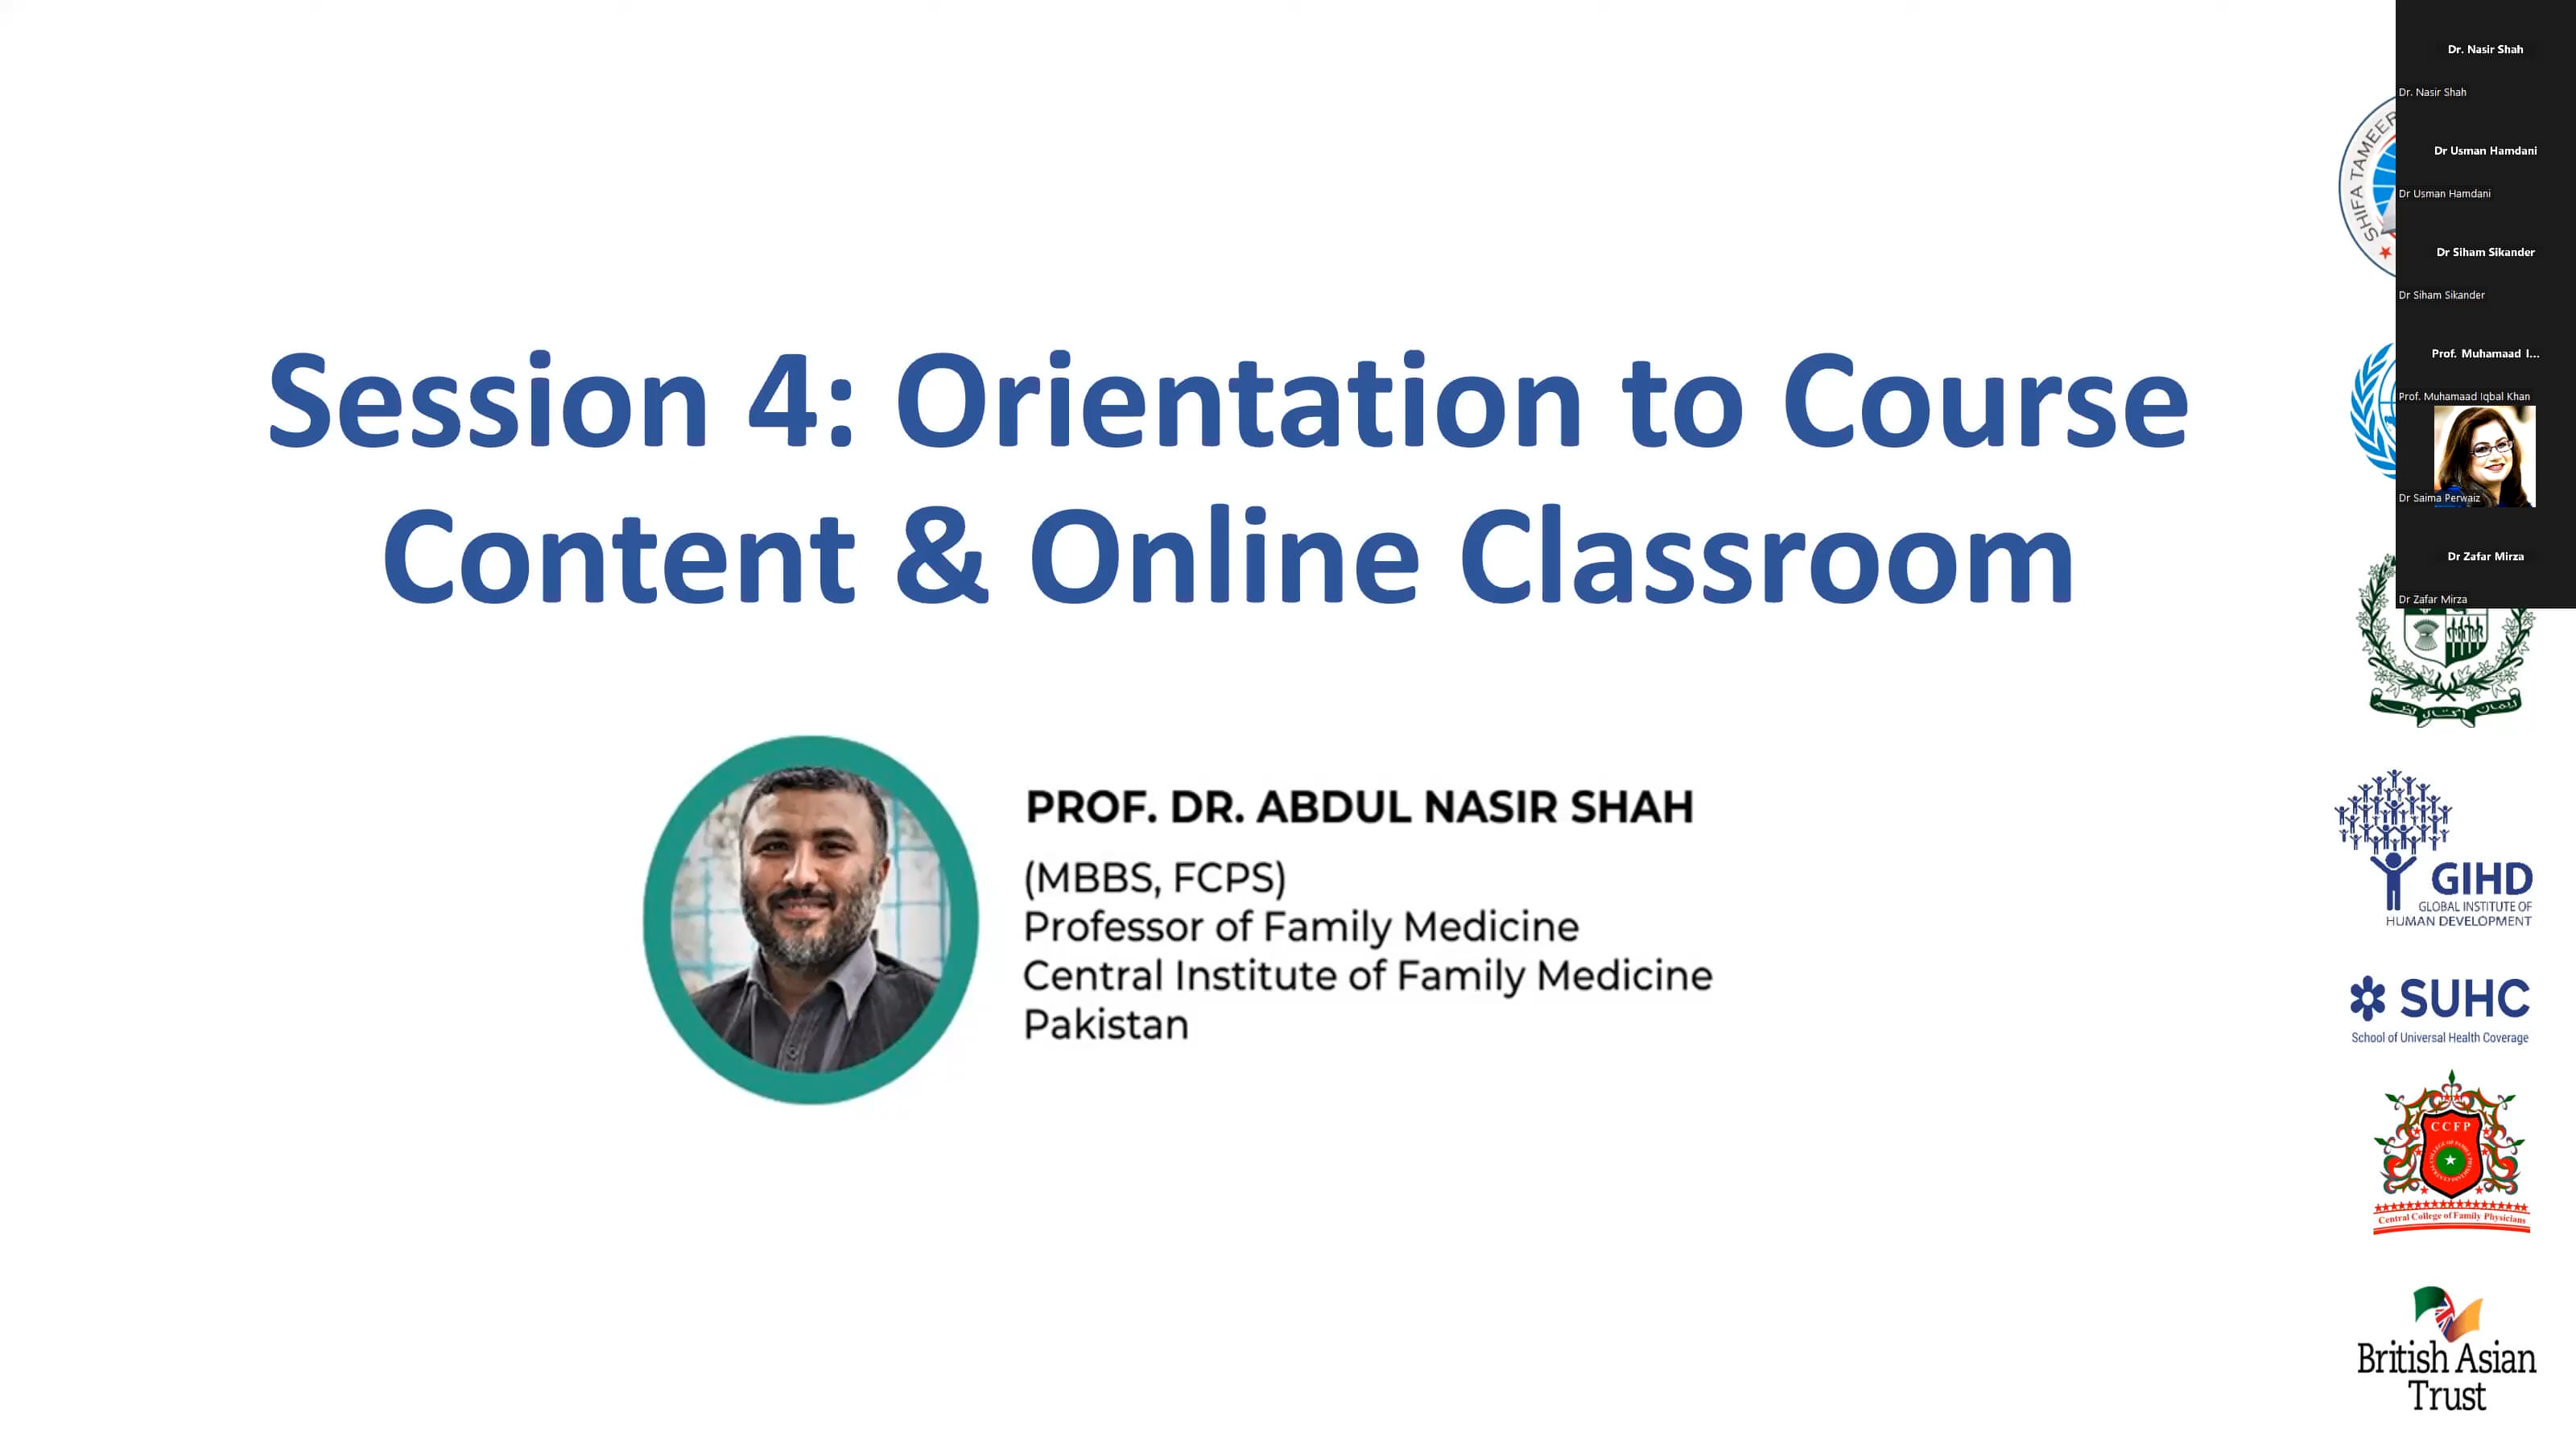 Session 4: Orientation to Course
Content & Online Classroom
PROF. DR. ABDUL NASIR SHAH
(MBBS, FCPS)
Professor of Family Medicine
Central Institute of Family Medicine
Pakistan
Dr. Nasir Shah
Dr. Nasir Shah
Dr Usman Hamdani
Dr Usman Hamdani
Dr Siham Sikander
Dr Siham Sikander
Prof. Muhamaad I...
Prof. Muhamaad Iqbal Khan
Dr Saima Perwaiz
Dr Zafar Mirza
Dr Zafar Mirza
SHIFA TAMEER
GIHD
GLOBAL INSTITUTE OF
HUMAN DEVELOPMENT
SUHC
School of Universal Health Coverage
CCFP
Central College of Family Physicians
British Asian
Trust